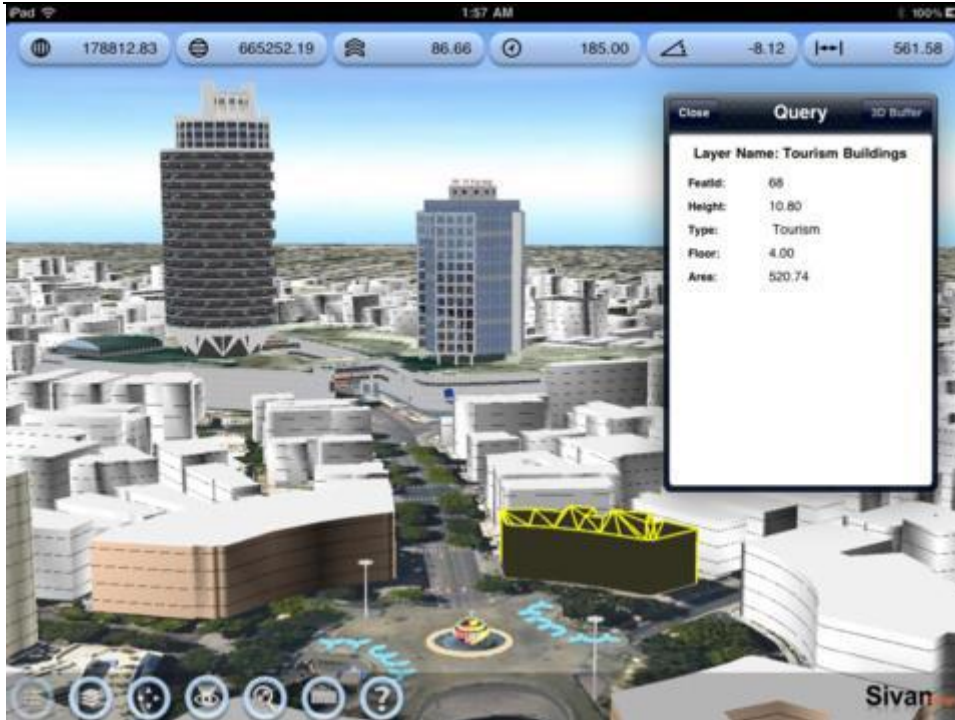 iPad 1:57 AM 100%
178812.83 665252.19 86.66 185.00 -8.12 561.58
Close Query 3D Buffer
Layer Name: Tourism Buildings
FeatId: 68
Height: 10.80
Type: Tourism
Floor: 4.00
Area: 520.74
?
Sivan